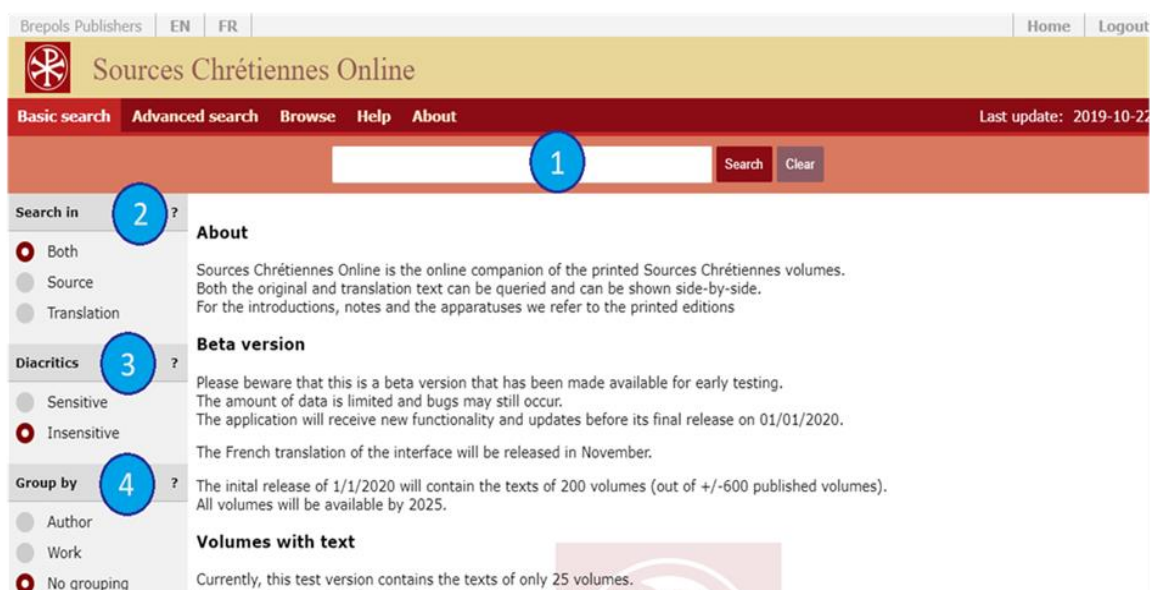 Brepols Publishers EN FR Home Logout
Sources Chrétiennes Online
Basic search Advanced search Browse Help About Last update: 2019-10-22
1 Search Clear
Search in 2 ?
Both
Source
Translation
Diacritics 3 ?
Sensitive
Insensitive
Group by 4 ?
Author
Work
No grouping
About
Sources Chrétiennes Online is the online companion of the printed Sources Chrétiennes volumes.
Both the original and translation text can be queried and can be shown side-by-side.
For the introductions, notes and the apparatuses we refer to the printed editions
Beta version
Please beware that this is a beta version that has been made available for early testing.
The amount of data is limited and bugs may still occur.
The application will receive new functionality and updates before its final release on 01/01/2020.
The French translation of the interface will be released in November.
The inital release of 1/1/2020 will contain the texts of 200 volumes (out of +/-600 published volumes).
All volumes will be available by 2025.
Volumes with text
Currently, this test version contains the texts of only 25 volumes.